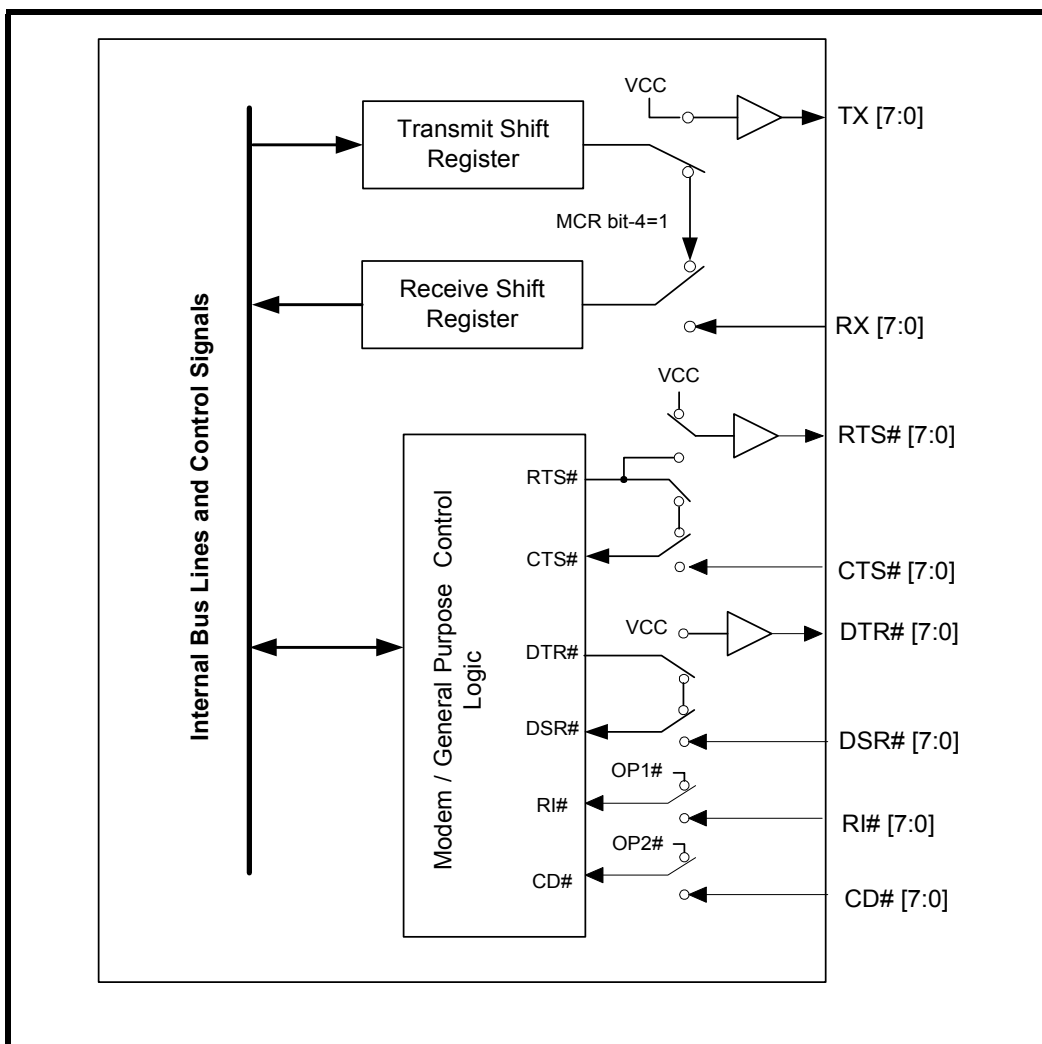 VCC
TX [7:0]
Transmit Shift
Register
MCR bit-4=1
Receive Shift
Register
RX [7:0]
Internal Bus Lines and Control Signals
VCC
RTS# [7:0]
RTS#
CTS#
CTS# [7:0]
Modem / General Purpose Control
Logic
VCC
DTR# [7:0]
DTR#
DSR#
DSR# [7:0]
OP1#
RI#
RI# [7:0]
OP2#
CD#
CD# [7:0]